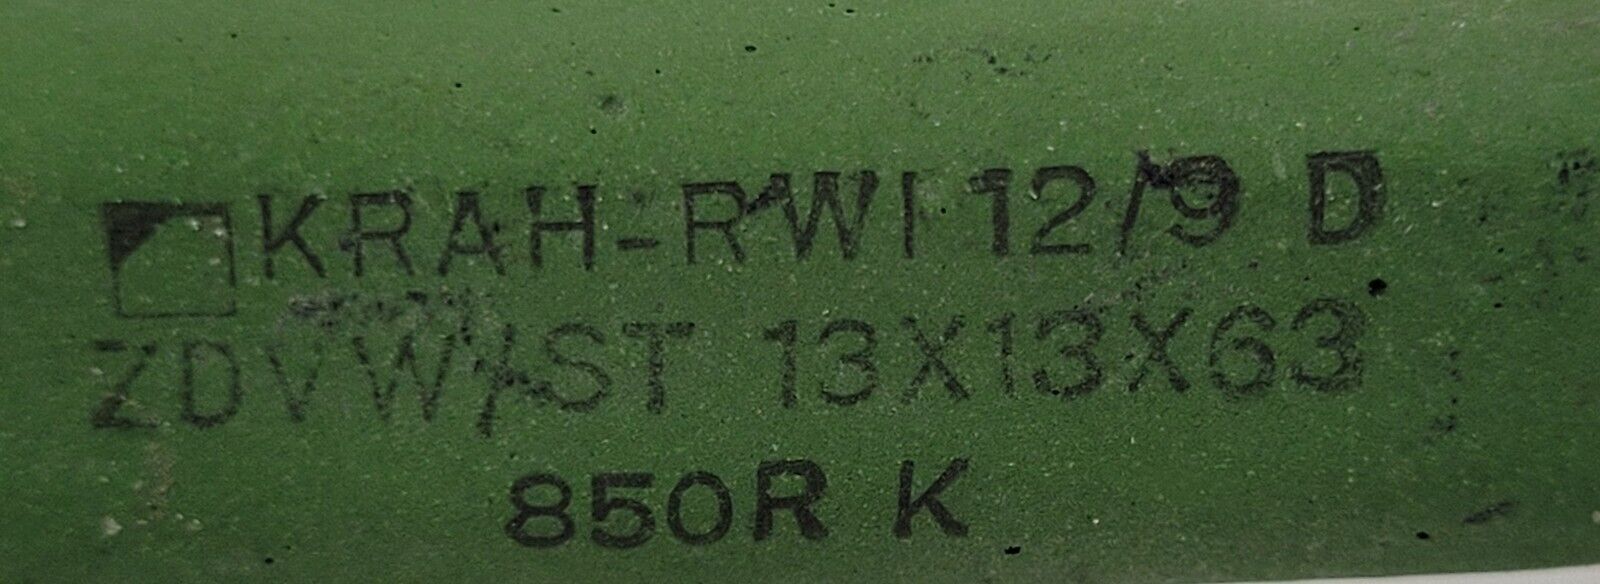 KRAH-RWI 12/9 D
ZDVW/ST 13X13X63
850R K